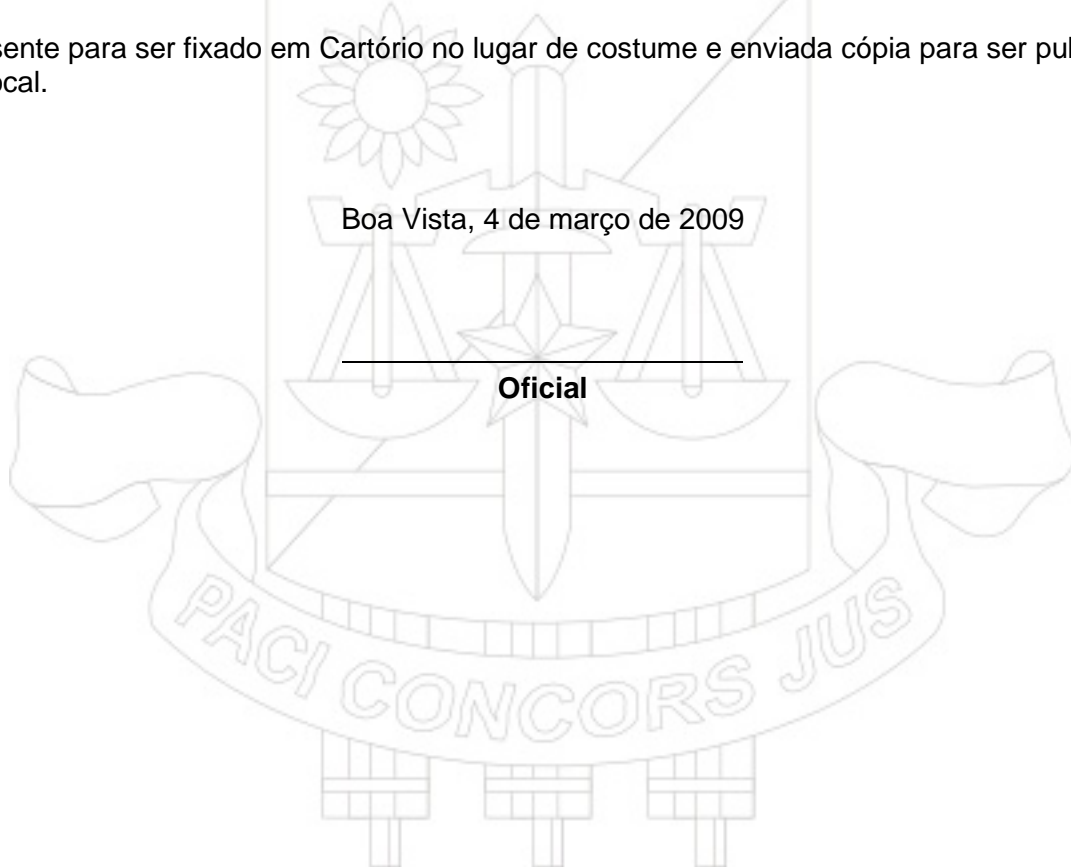 sente para ser fixado em Cartório no lugar de costume e enviada cópia para ser pul
ocal.
Boa Vista, 4 de março de 2009
Oficial
PACI CONCORS JUS